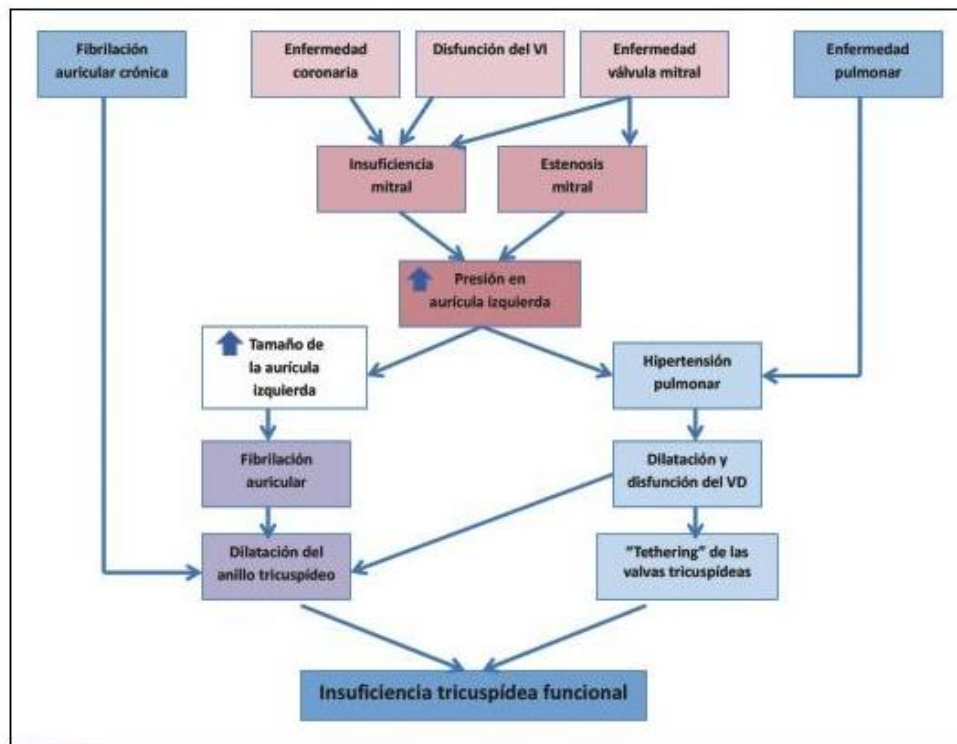 Fibrilación
auricular crónica
Enfermedad
coronaria
Disfunción del VI
Enfermedad
válvula mitral
Enfermedad
pulmonar
Insuficiencia
mitral
Estenosis
mitral
Presión en
aurícula izquierda
Tamaño de
la aurícula
izquierda
Hipertensión
pulmonar
Fibrilación
auricular
Dilatación y
disfunción del VD
Dilatación del
anillo tricuspídeo
"Tethering" de las
valvas tricuspídeas
Insuficiencia tricuspídea funcional